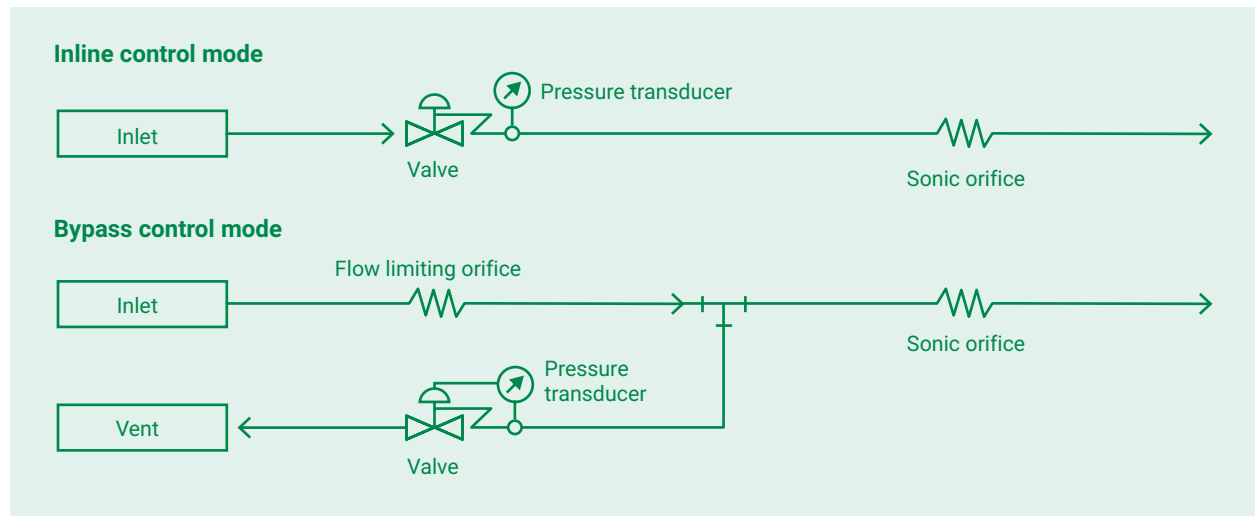 Inline control mode
Pressure transducer
Inlet
Valve
Sonic orifice
Bypass control mode
Flow limiting orifice
Inlet
Sonic orifice
Pressure
transducer
Vent
Valve